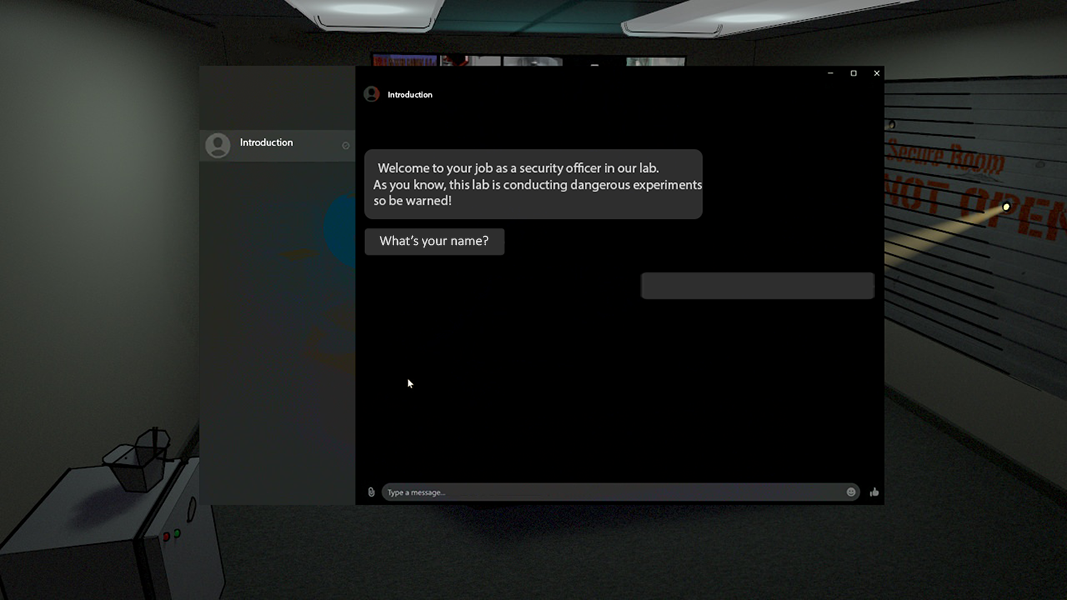 Introduction
Introduction
Welcome to your job as a security officer in our lab.
As you know, this lab is conducting dangerous experiments
so be warned!
What's your name?
Type a message...
Secure Room
NOT OPEN